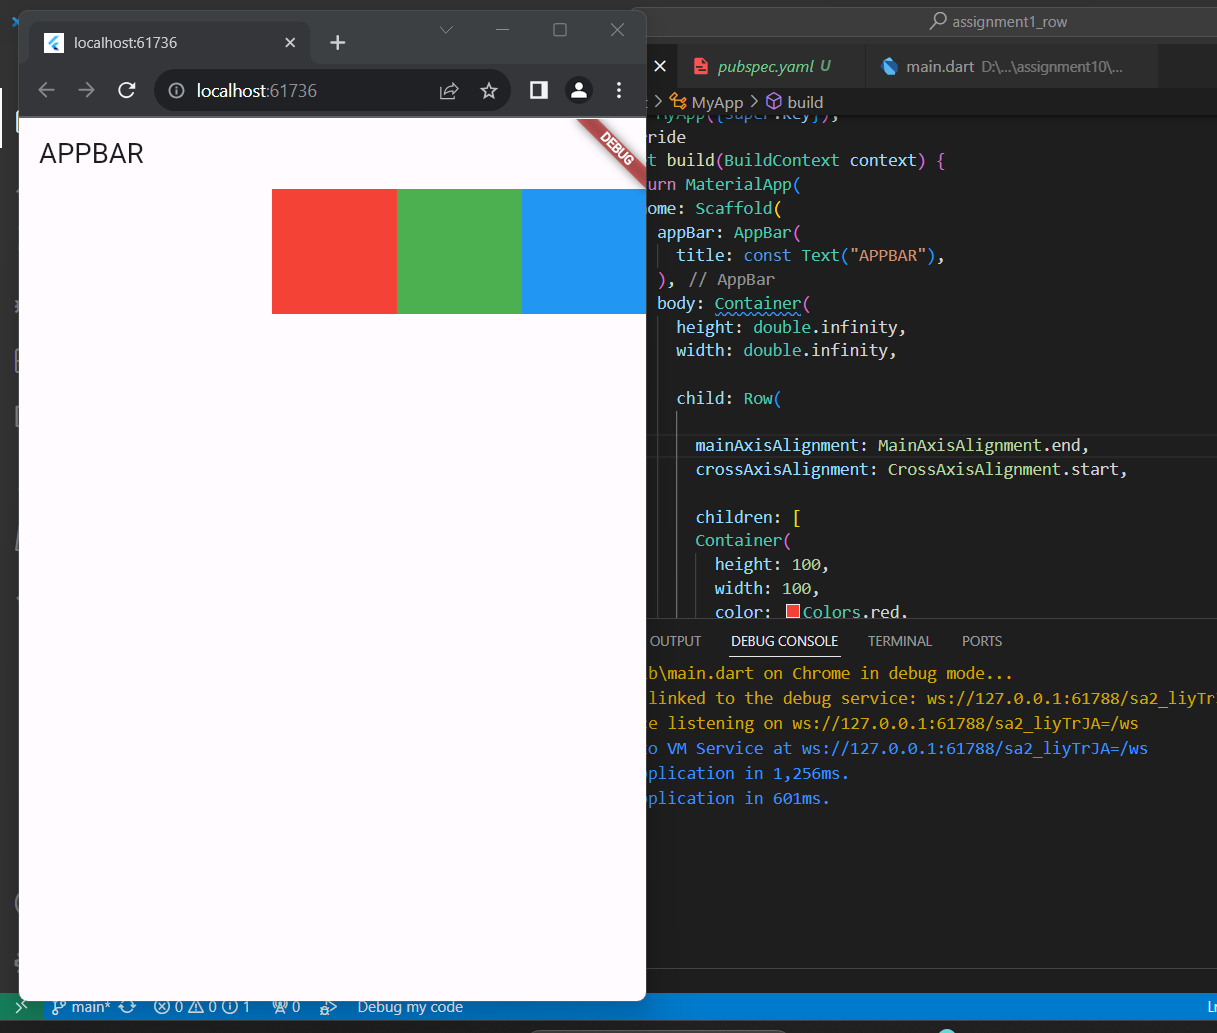 localhost:61736
localhost:61736
APPBAR
DEBUG
assignment1_row
pubspec.yaml U
main.dart D:\...\assignment10\...
MyApp
build
MyApp({super.key});
ride
t build(BuildContext context) {
urn MaterialApp(
ome: Scaffold(
appBar: AppBar(
title: const Text("APPBAR"),
), // AppBar
body: Container(
height: double.infinity,
width: double.infinity,
child: Row(
mainAxisAlignment: MainAxisAlignment.end,
crossAxisAlignment: CrossAxisAlignment.start,
children: [
Container(
height: 100,
width: 100,
color: Colors.red,
OUTPUT
DEBUG CONSOLE
TERMINAL
PORTS
b\main.dart on Chrome in debug mode...
linked to the debug service: ws://127.0.0.1:61788/sa2_liyTr
e listening on ws://127.0.0.1:61788/sa2_liyTrJA=/ws
o VM Service at ws://127.0.0.1:61788/sa2_liyTrJA=/ws
plication in 1,256ms.
plication in 601ms.
main*
0
0
1
0
Debug my code
L